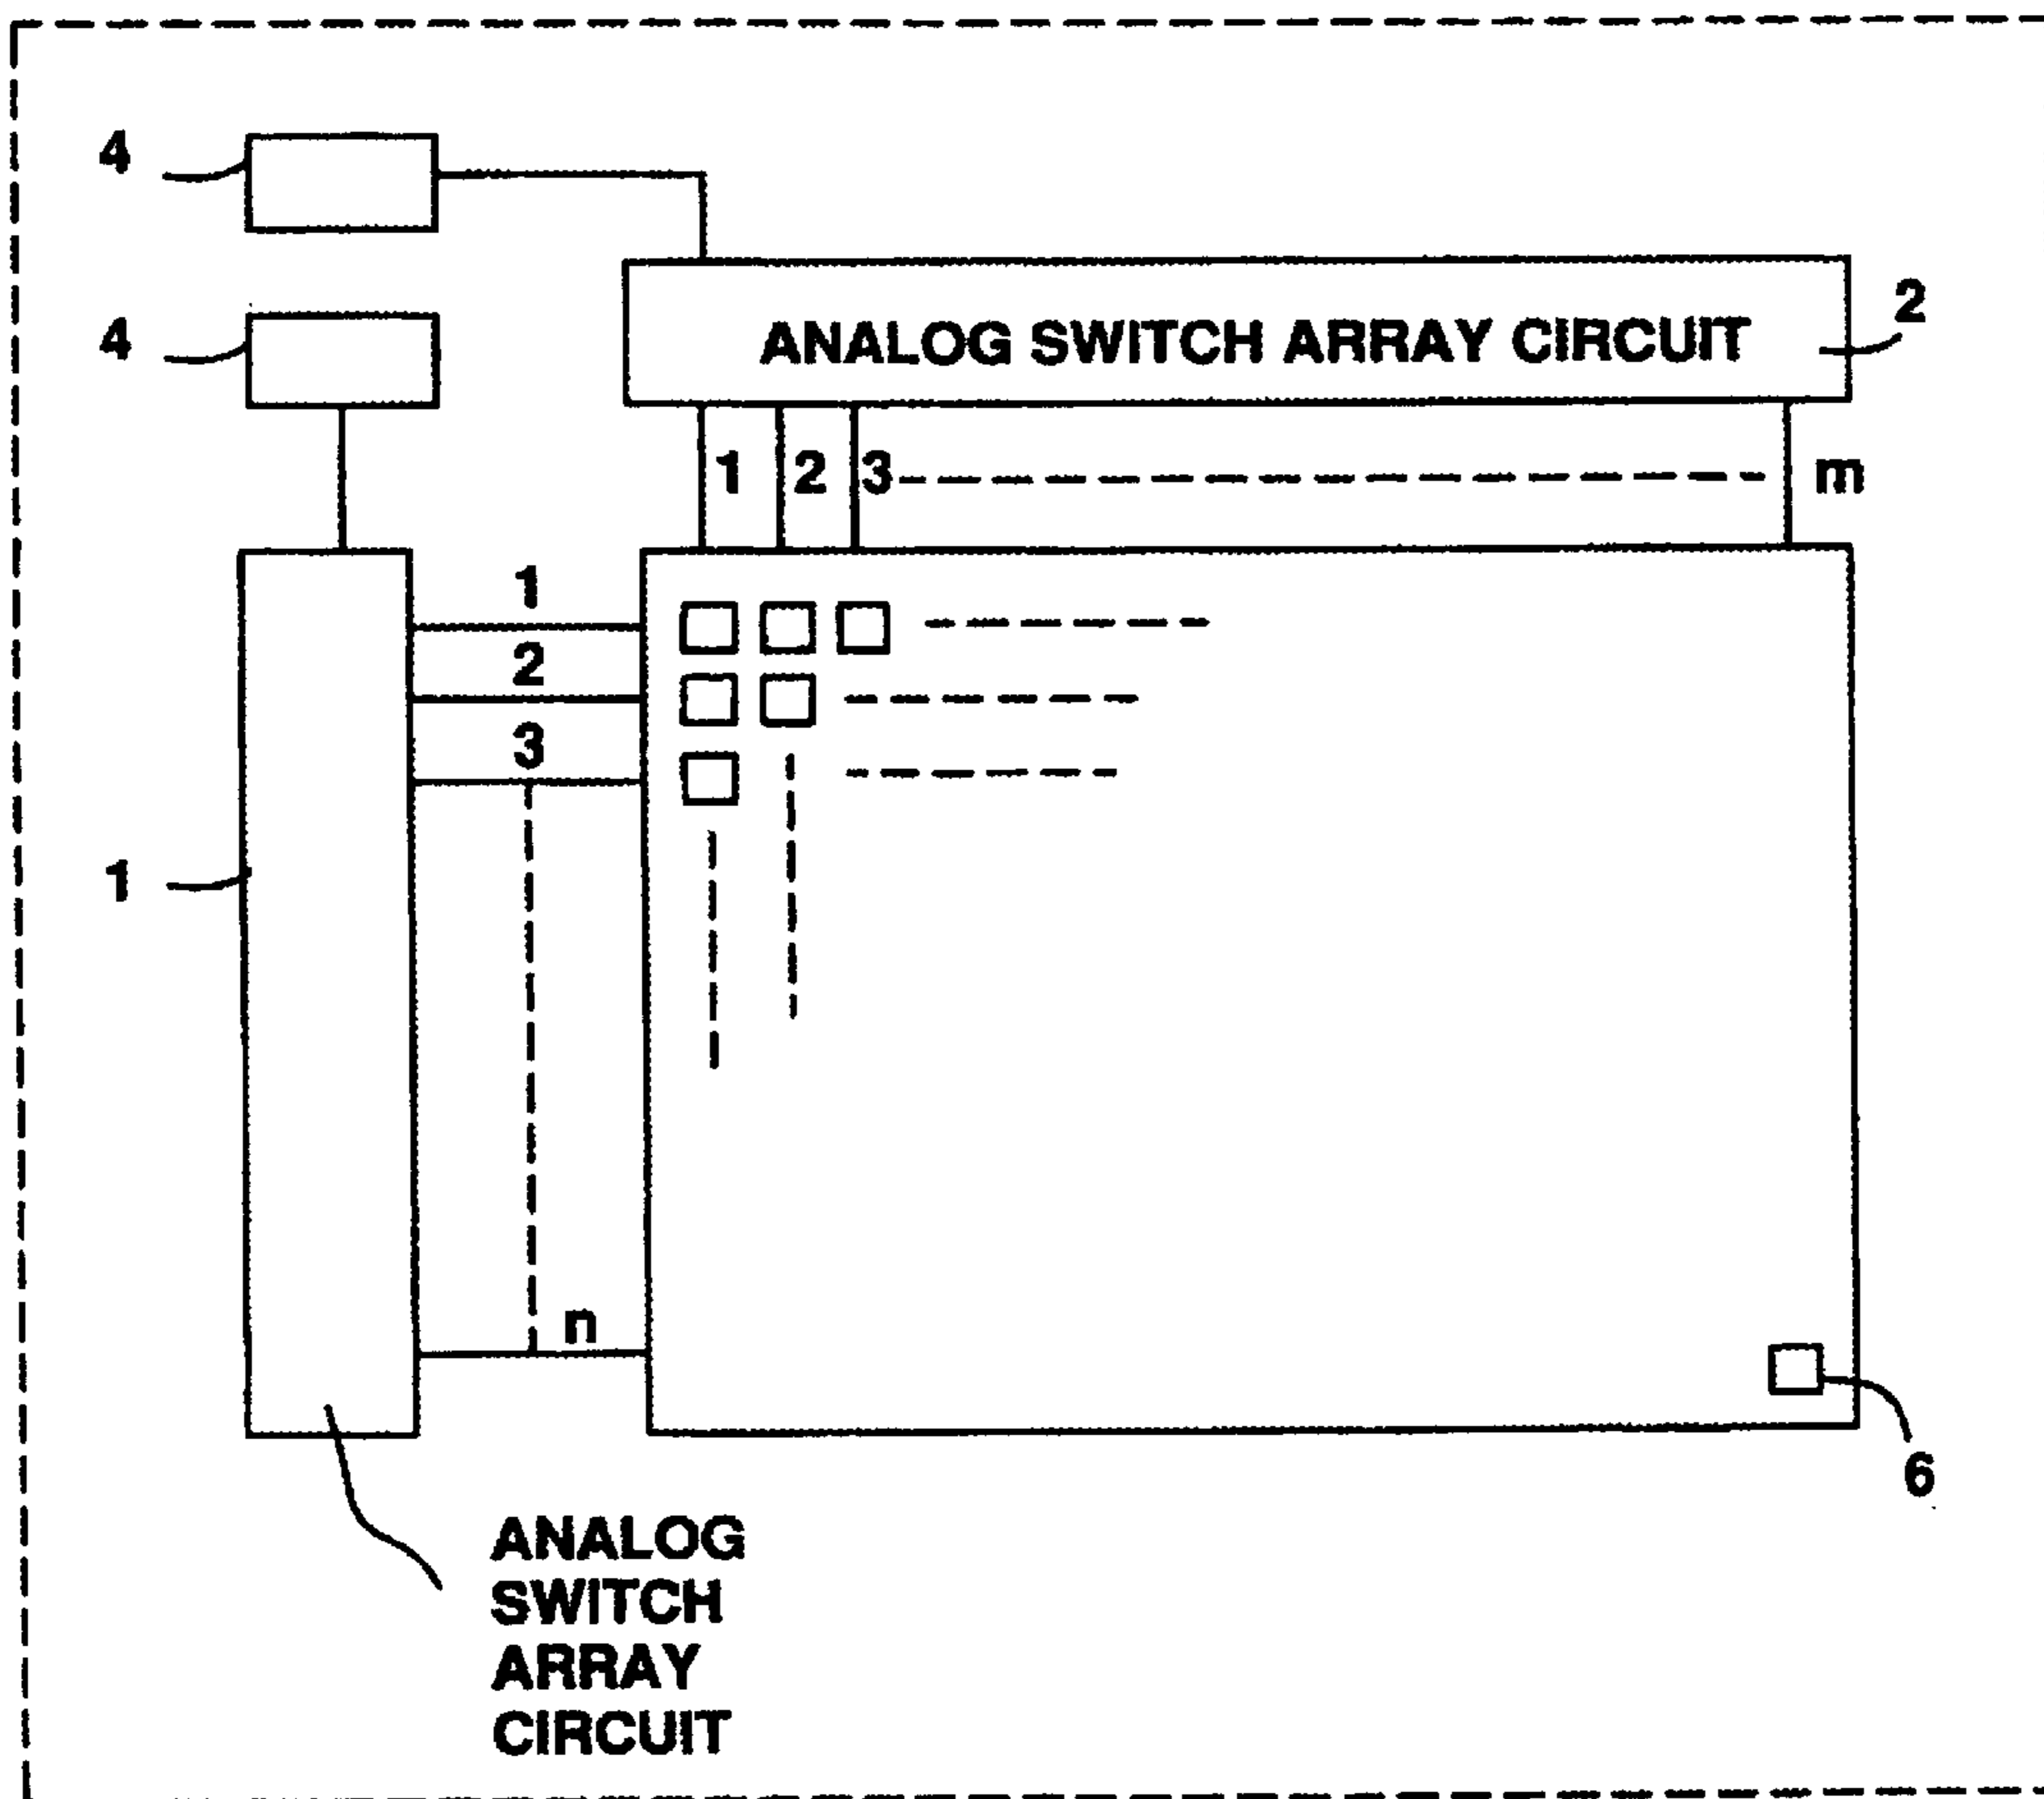 4
4
ANALOG SWITCH ARRAY CIRCUIT
2
1 2 3 m
1
2
3
1
n
6
ANALOG
SWITCH
ARRAY
CIRCUIT